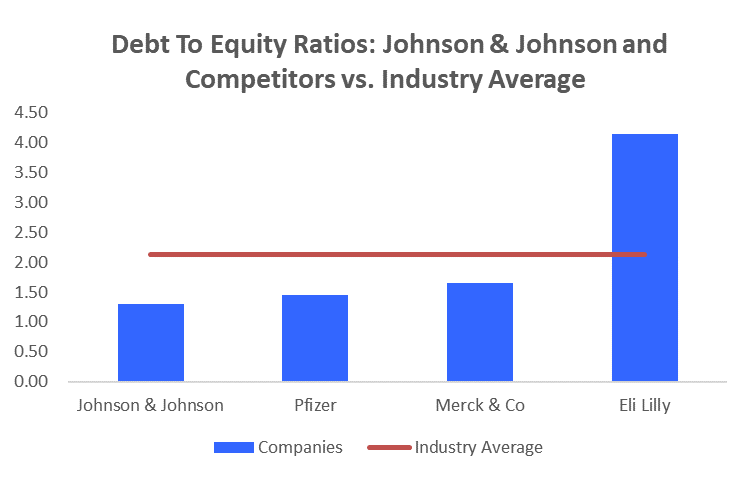 Debt To Equity Ratios: Johnson & Johnson and
Competitors vs. Industry Average
4.50
4.00
3.50
3.00
2.50
2.00
1.50
1.00
0.50
0.00
Johnson & Johnson
Pfizer
Merck & Co
Eli Lilly
Companies
Industry Average